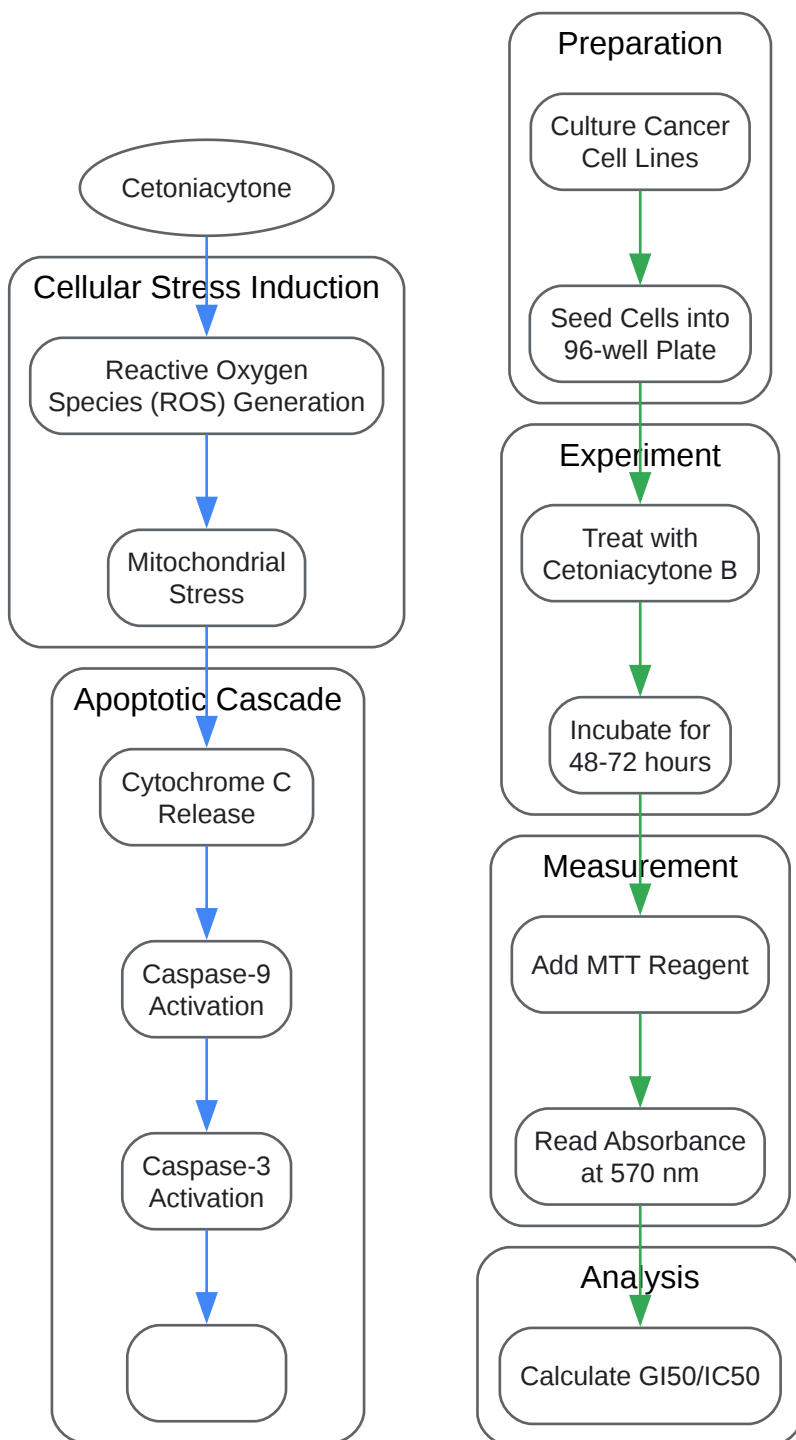 Cetoniacytone
Cellular Stress Induction
Reactive Oxygen
Species (ROS) Generation
Mitochondrial
Stress
Apoptotic Cascade
Cytochrome C
Release
Caspase-9
Activation
Caspase-3
Activation
Preparation
Culture Cancer
Cell Lines
Seed Cells into
96-well Plate
Experiment
Treat with
Cetoniacytone B
Incubate for
48-72 hours
Measurement
Add MTT Reagent
Read Absorbance
at 570 nm
Analysis
Calculate GI50/IC50